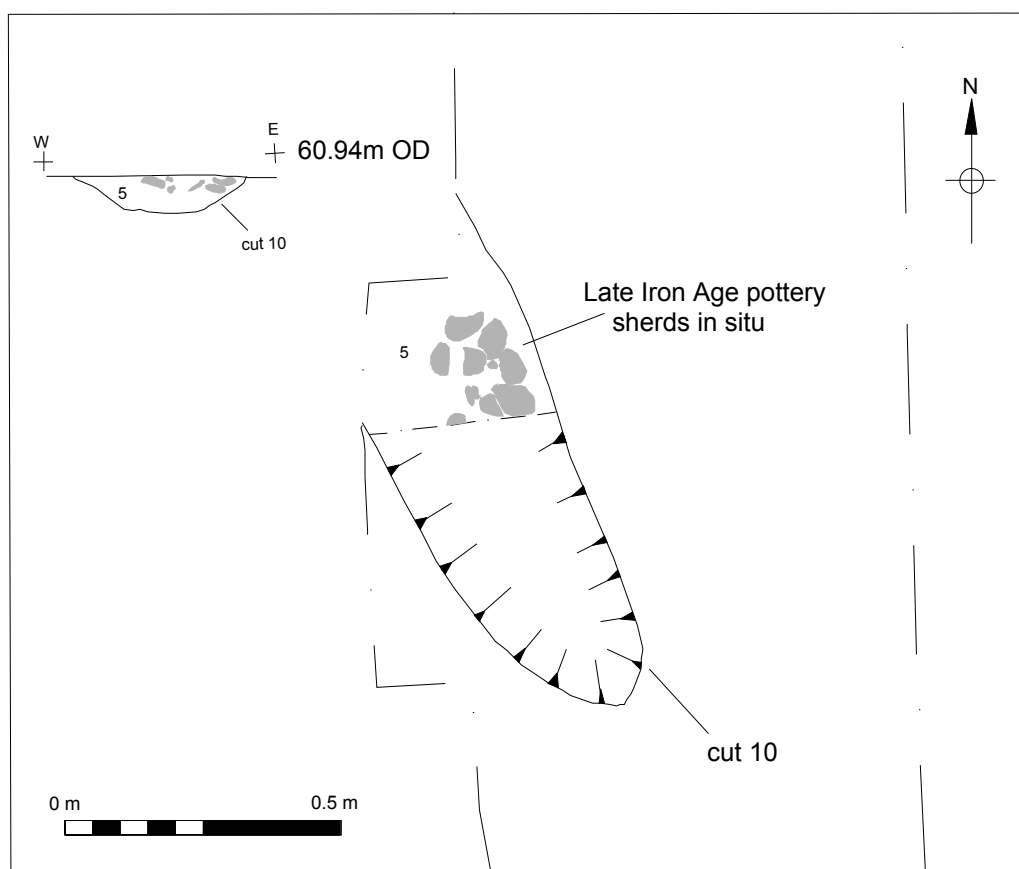 N
W
E
60.94m OD
5
cut 10
Late Iron Age pottery
sherds in situ
5
cut 10
0 m
0.5 m